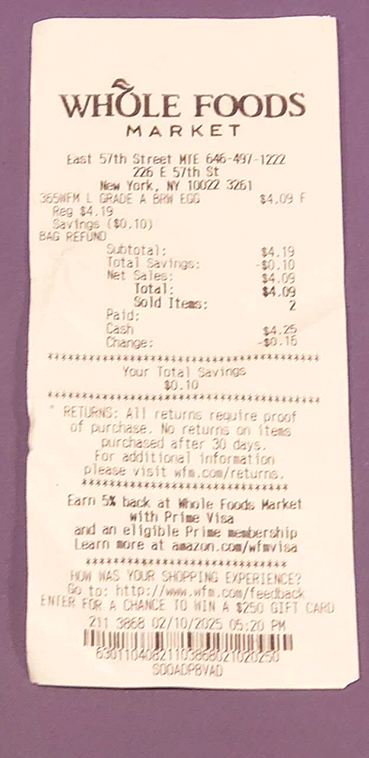 WHOLE FOODS
MARKET
East 57th Street MTE 646-497-1222
226 E 57th St
New York, NY 10022 3261
365WFM L GRADE A BRW EGG $4.09 F
Reg $4.19
Savings ($0.10)
BAG REFUND
Subtotal: $4.19
Total Savings: -$0.10
Net Sales: $4.09
Total: $4.09
Sold Items: 2
Paid:
Cash $4.25
Change: -$0.16
****************************************
Your Total Savings
$0.10
****************************************
* RETURNS: All returns require proof
of purchase. No returns on items
purchased after 30 days.
For additional information
please visit wfm.com/returns.
******************************
Earn 5% back at Whole Foods Market
with Prime Visa
and an eligible Prime membership
Learn more at amazon.com/wfmvisa
******************************
HOW WAS YOUR SHOPPING EXPERIENCE?
Go to: http://www.wfm.com/feedback
ENTER FOR A CHANCE TO WIN A $250 GIFT CARD
211 3868 02/10/2025 05:20 PM